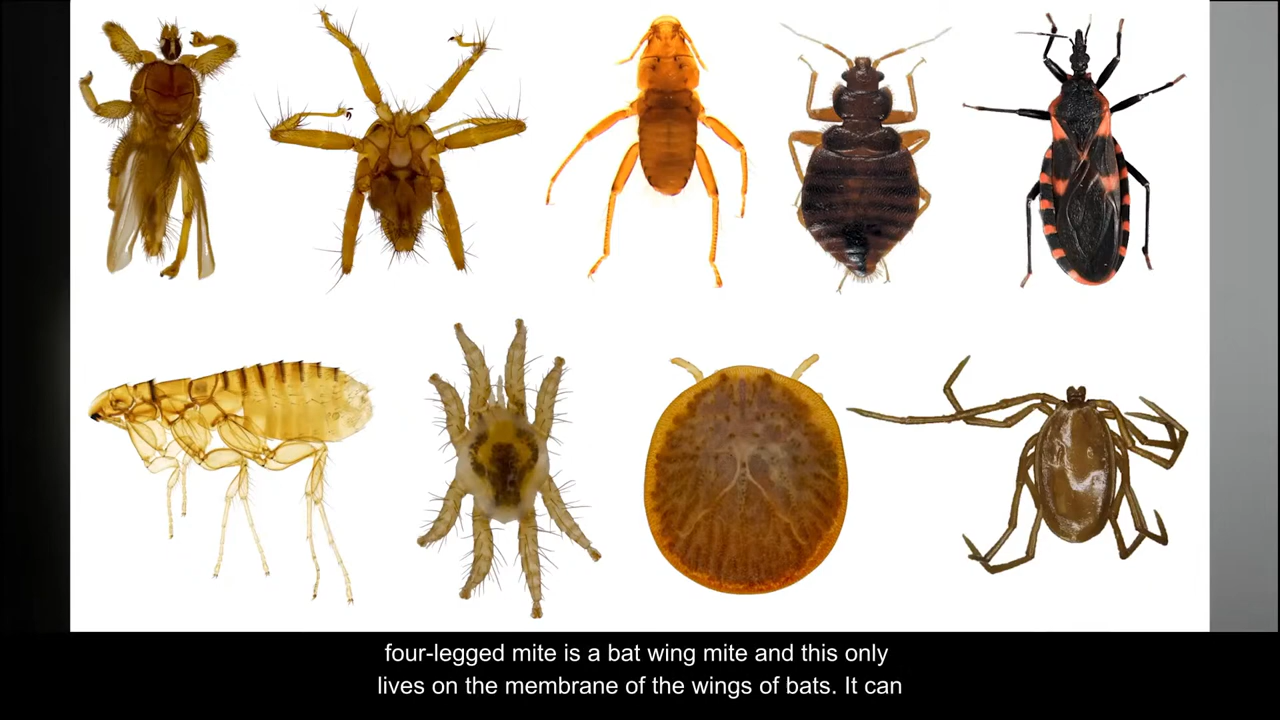 four-legged mite is a bat wing mite and this only
lives on the membrane of the wings of bats. It can